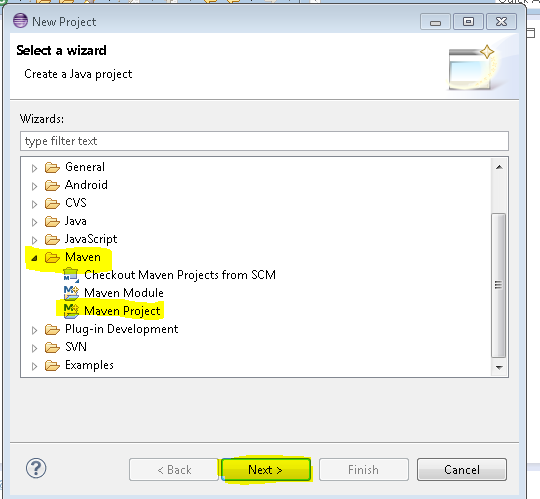 New Project
Select a wizard
Create a Java project
Wizards:
type filter text
General
Android
CVS
Java
JavaScript
Maven
Checkout Maven Projects from SCM
Maven Module
Maven Project
Plug-in Development
SVN
Examples
? < Back Next > Finish Cancel